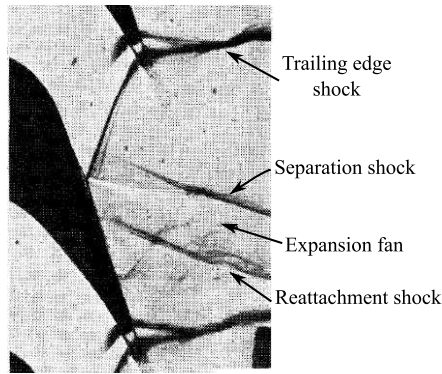 Trailing edge
shock
Separation shock
Expansion fan
Reattachment shock